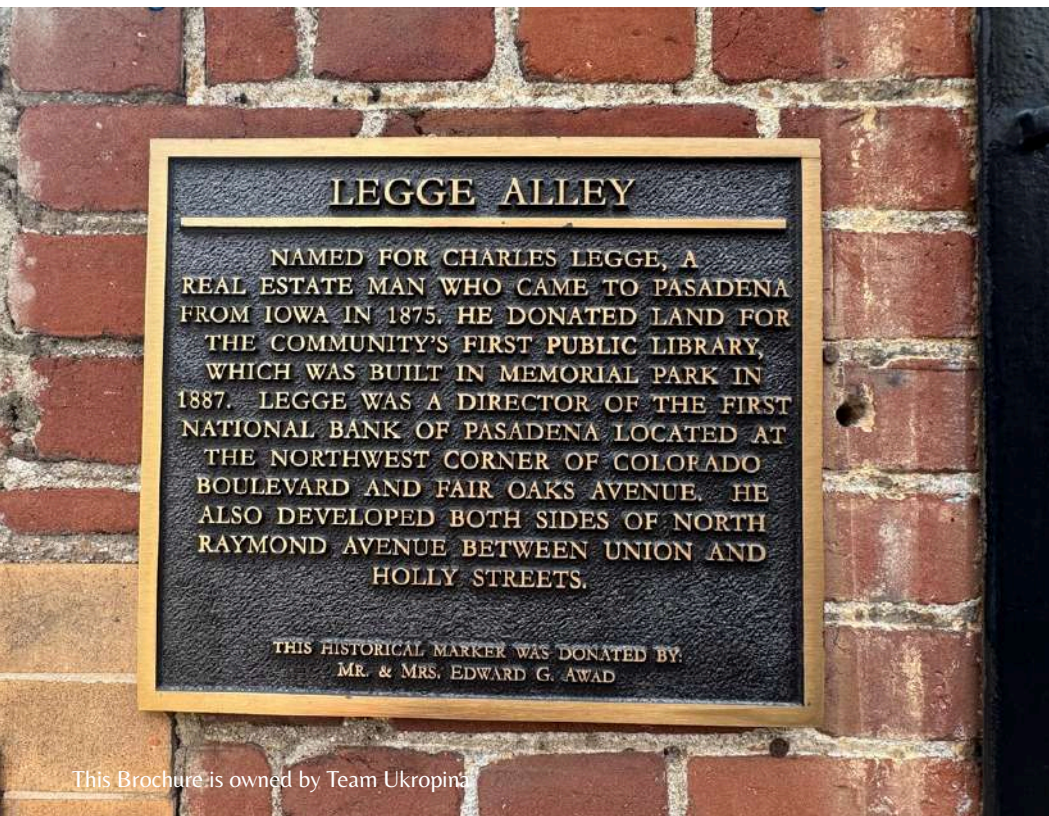 LEGGE ALLEY
NAMED FOR CHARLES LEGGE, A
REAL ESTATE MAN WHO CAME TO PASADENA
FROM IOWA IN 1875. HE DONATED LAND FOR
THE COMMUNITY'S FIRST PUBLIC LIBRARY,
WHICH WAS BUILT IN MEMORIAL PARK IN
1887. LEGGE WAS A DIRECTOR OF THE FIRST
NATIONAL BANK OF PASADENA LOCATED AT
THE NORTHWEST CORNER OF COLORADO
BOULEVARD AND FAIR OAKS AVENUE. HE
ALSO DEVELOPED BOTH SIDES OF NORTH
RAYMOND AVENUE BETWEEN UNION AND
HOLLY STREETS.
THIS HISTORICAL MARKER WAS DONATED BY:
MR. & MRS. EDWARD G. AWAD
This Brochure is owned by Team Ukropina